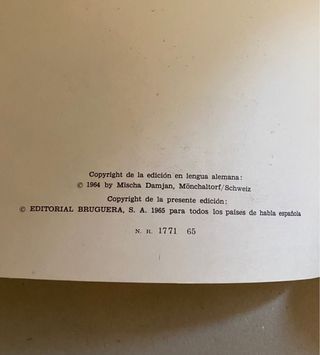 Copyright de la edición en lengua alemana:
© 1964 by Mischa Damjan, Mönchaltorf/Schweiz
Copyright de la presente edición:
© EDITORIAL BRUGUERA, S. A. 1965 para todos los países de habla española
N. R. 1771 65